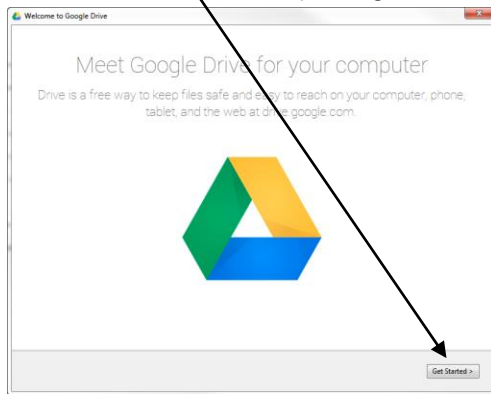 Welcome to Google Drive
Meet Google Drive for your computer
Drive is a free way to keep files safe and easy to reach on your computer, phone,
tablet, and the web at drive.google.com.
Get Started >